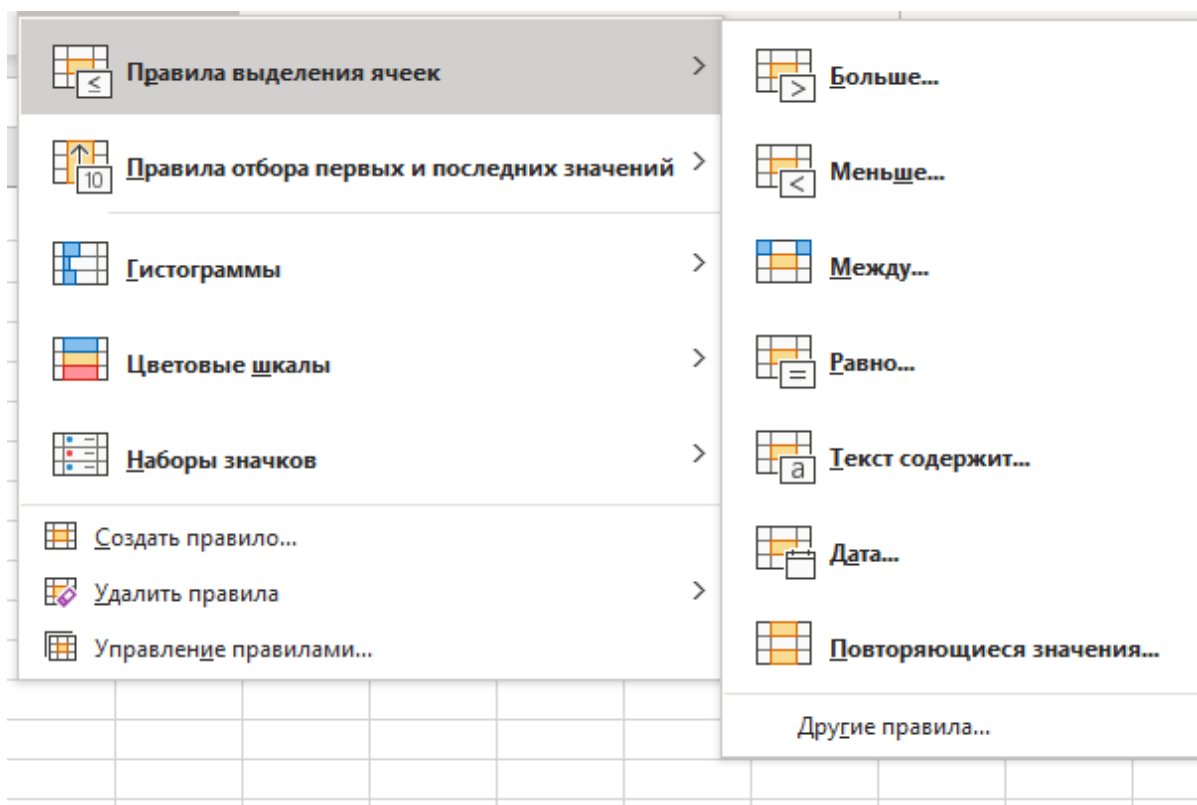 Правила выделения ячеек
Правила отбора первых и последних значений
Гистограммы
Цветовые шкалы
Наборы значков
Создать правило...
Удалить правила
Управление правилами...
Больше...
Меньше...
Между...
Равно...
Текст содержит...
Дата...
Повторяющиеся значения...
Другие правила...